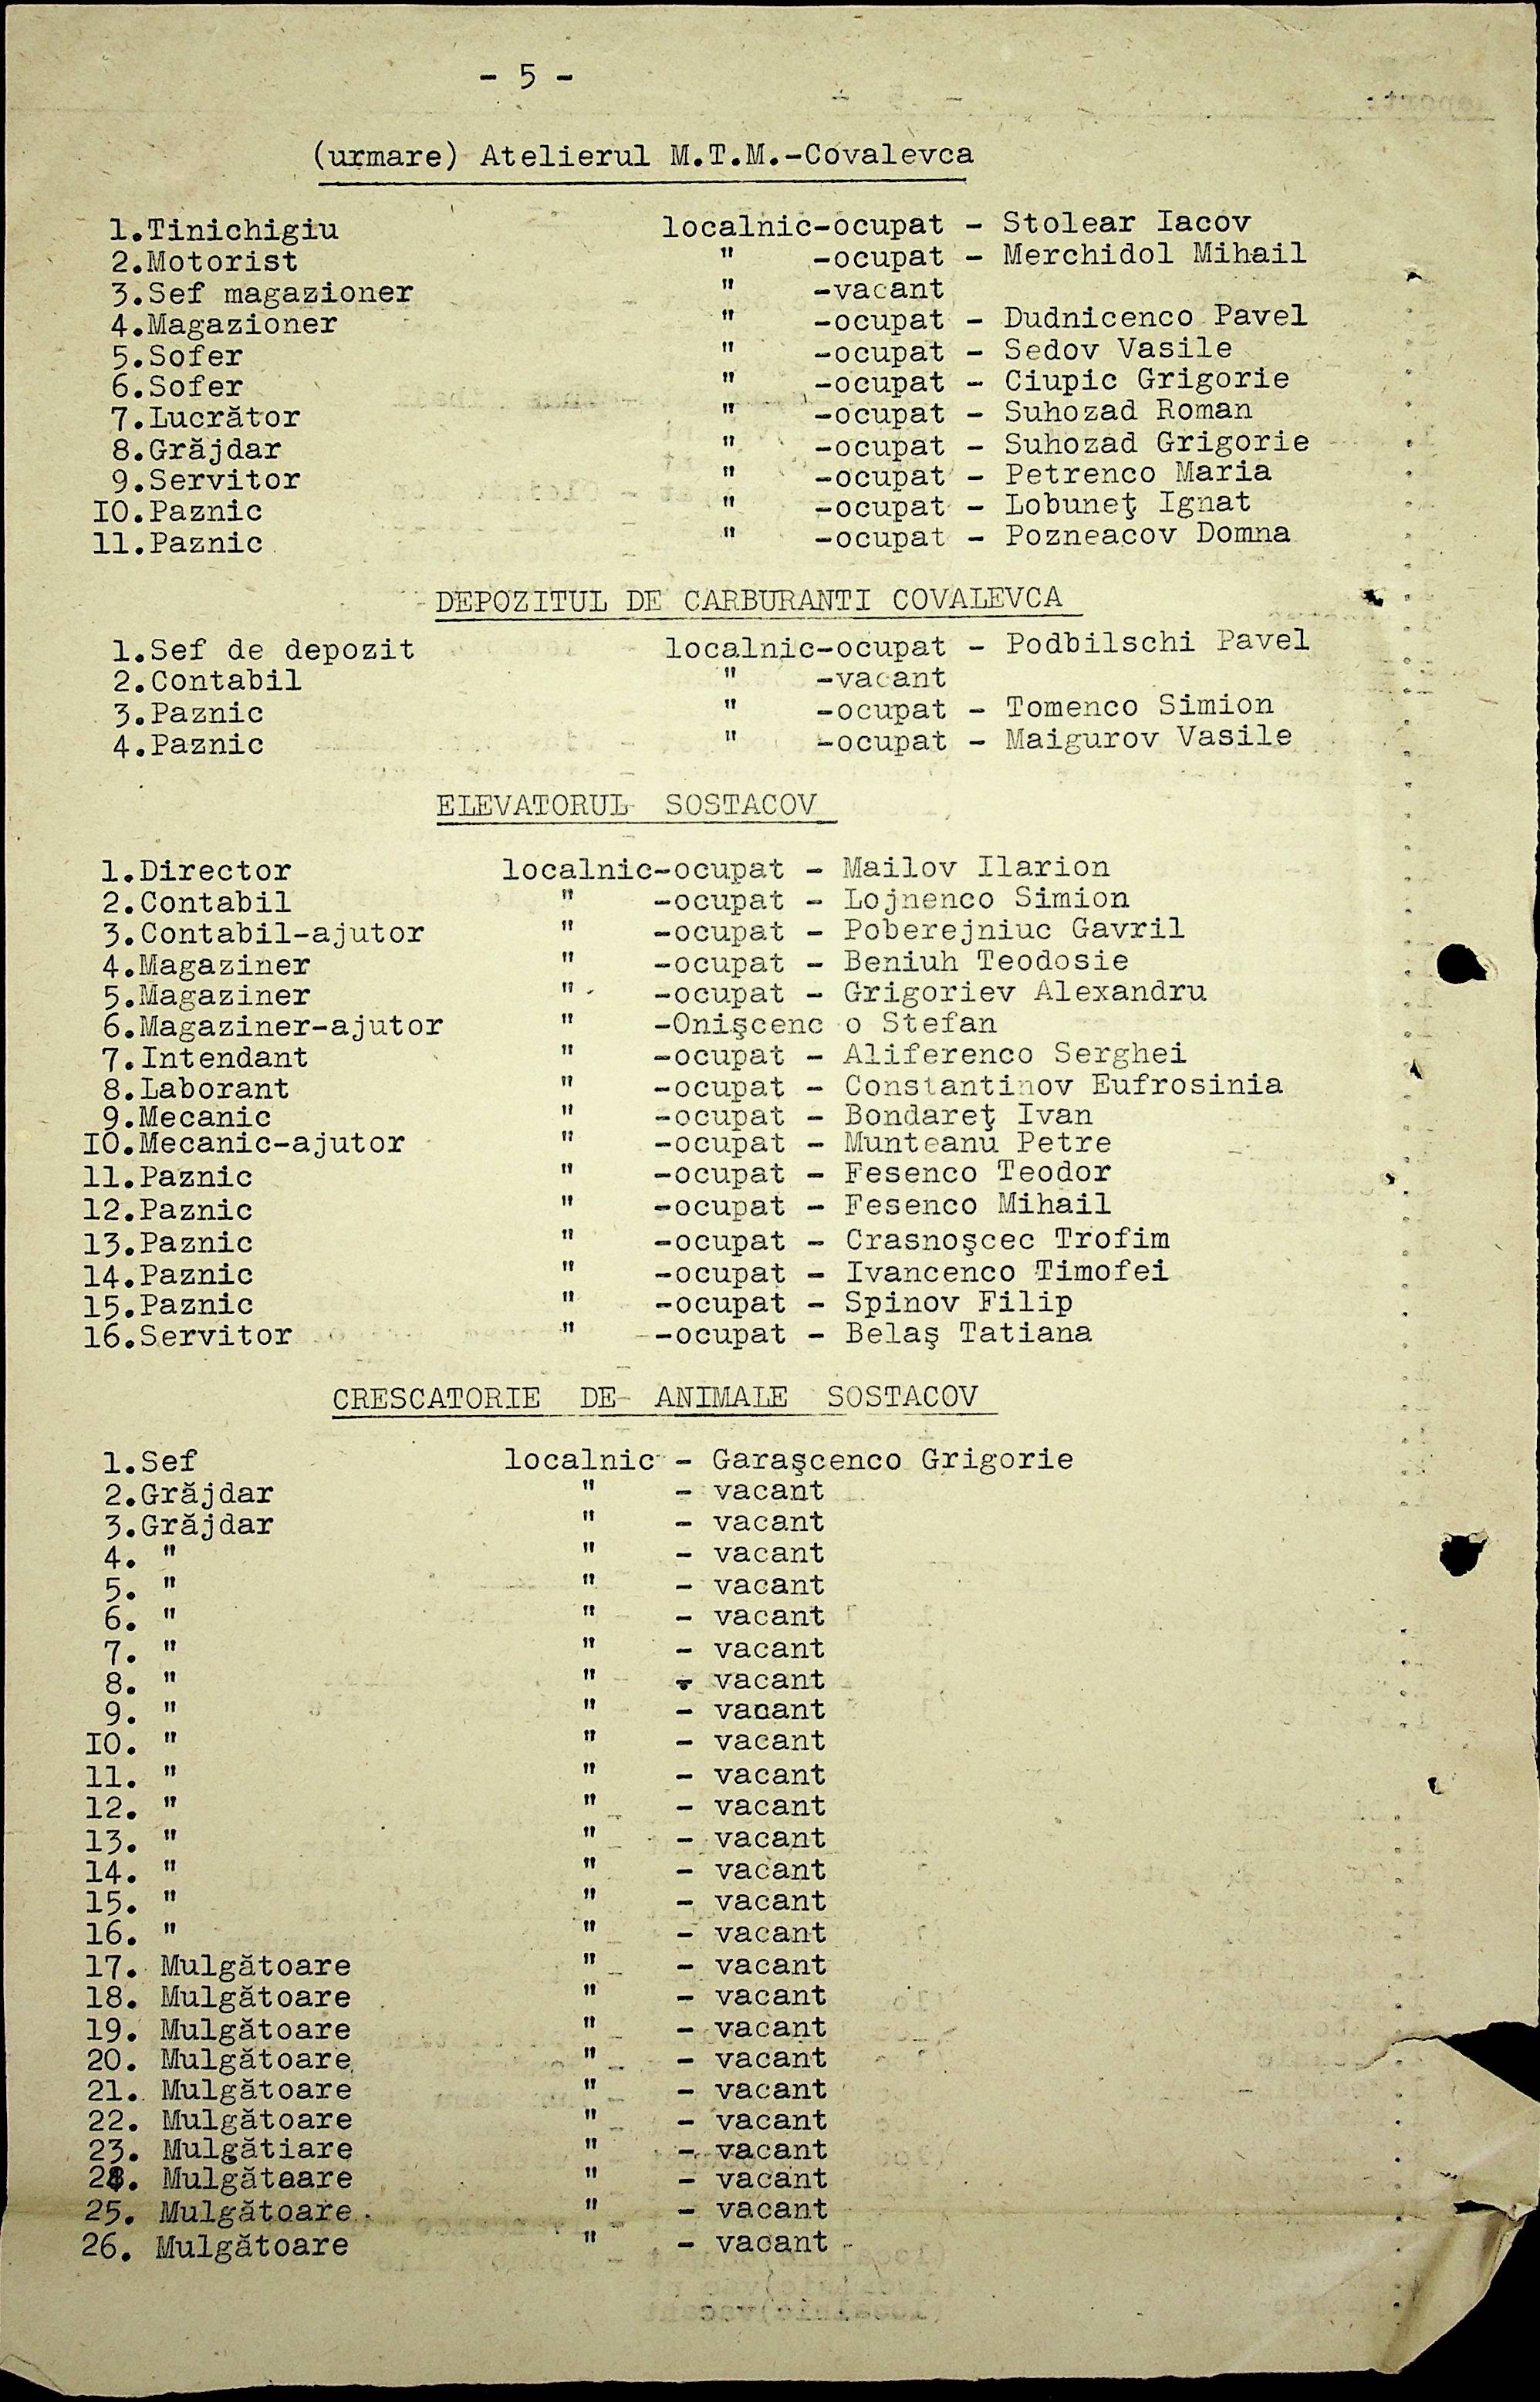 - 5 -
(urmare) Atelierul M.T.M.-Covalevca
1.Tinichigiu localnic-ocupat - Stolear Iacov
2.Motorist " -ocupat - Merchidol Mihail
3.Sef magazioner " -vacant
4.Magazioner " -ocupat - Dudnicenco Pavel
5.Sofer " -ocupat - Sedov Vasile
6.Sofer " -ocupat - Ciupic Grigorie
7.Lucrător " -ocupat - Suhozad Roman
8.Grăjdar " -ocupat - Suhozad Grigorie
9.Servitor " -ocupat - Petrenco Maria
IO.Paznic " -ocupat - Lobuneţ Ignat
11.Paznic " -ocupat - Pozneacov Domna
DEPOZITUL DE CARBURANTI COVALEVCA
1.Sef de depozit localnic-ocupat - Podbilschi Pavel
2.Contabil " -vacant
3.Paznic " -ocupat - Tomenco Simion
4.Paznic " -ocupat - Maigurov Vasile
ELEVATORUL SOSTACOV
1.Director localnic-ocupat - Mailov Ilarion
2.Contabil " -ocupat - Lojnenco Simion
3.Contabil-ajutor " -ocupat - Poberejniuc Gavril
4.Magaziner " -ocupat - Beniuh Teodosie
5.Magaziner " -ocupat - Grigoriev Alexandru
6.Magaziner-ajutor " -Onişcenc o Stefan
7.Intendant " -ocupat - Aliferenco Serghei
8.Laborant " -ocupat - Constantinov Eufrosinia
9.Mecanic " -ocupat - Bondareţ Ivan
IO.Mecanic-ajutor " -ocupat - Munteanu Petre
11.Paznic " -ocupat - Fesenco Teodor
12.Paznic " -ocupat - Fesenco Mihail
13.Paznic " -ocupat - Crasnoşcec Trofim
14.Paznic " -ocupat - Ivancenco Timofei
15.Paznic " -ocupat - Spinov Filip
16.Servitor " -ocupat - Belaş Tatiana
CRESCATORIE DE ANIMALE SOSTACOV
1.Sef localnic - Garaşcenco Grigorie
2.Grăjdar " - vacant
3.Grăjdar " - vacant
4. " " - vacant
5. " " - vacant
6. " " - vacant
7. " " - vacant
8. " " - vacant
9. " " - vacant
IO. " " - vacant
11. " " - vacant
12. " " - vacant
13. " " - vacant
14. " " - vacant
15. " " - vacant
16. " " - vacant
17. Mulgătoare " - vacant
18. Mulgătoare " - vacant
19. Mulgătoare " - vacant
20. Mulgătoare " - vacant
21. Mulgătoare " - vacant
22. Mulgătoare " - vacant
23. Mulgătiare " - vacant
24. Mulgătaare " - vacant
25. Mulgătoare " - vacant
26. Mulgătoare " - vacant